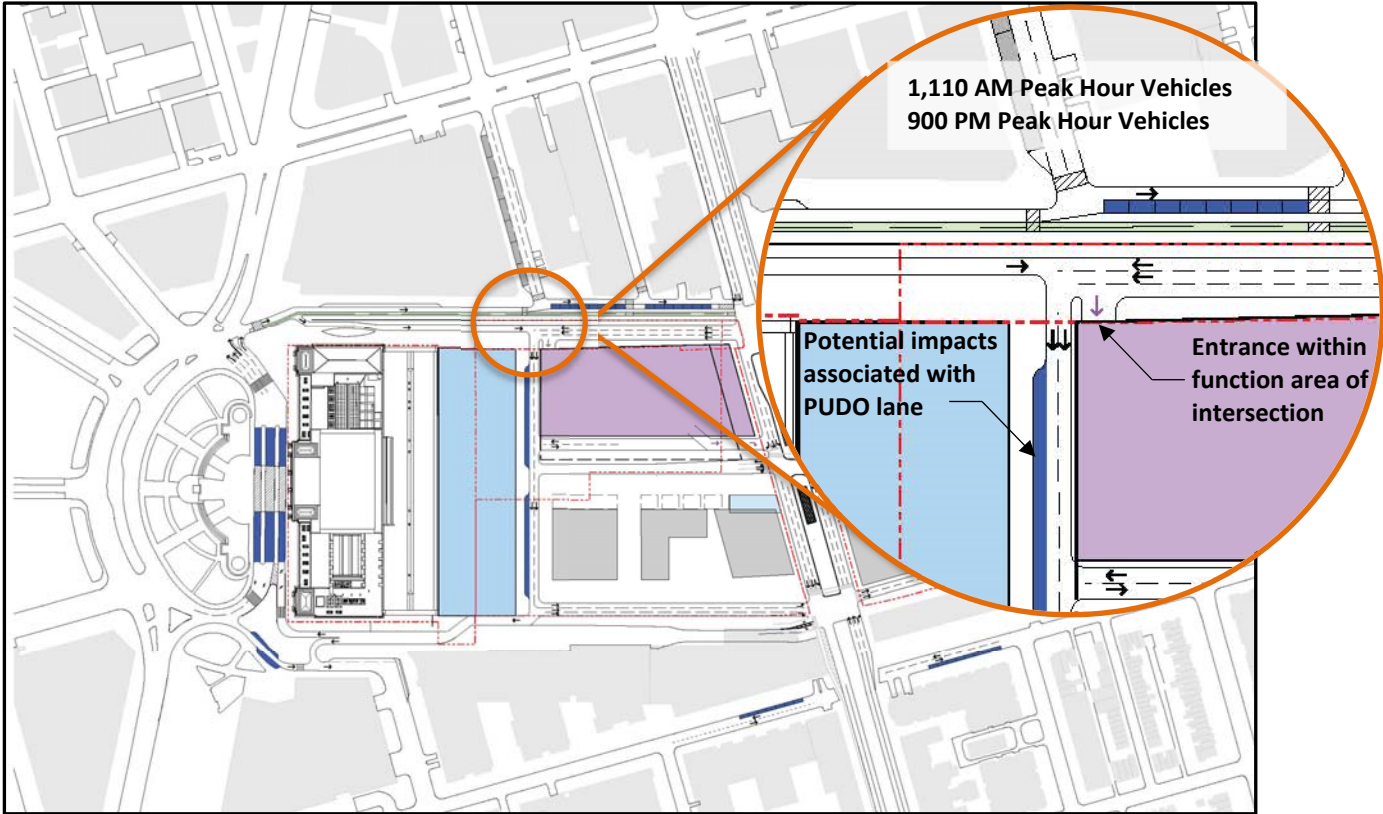 1,110 AM Peak Hour Vehicles
900 PM Peak Hour Vehicles
Potential impacts
associated with
PUDO lane
Entrance within
function area of
intersection